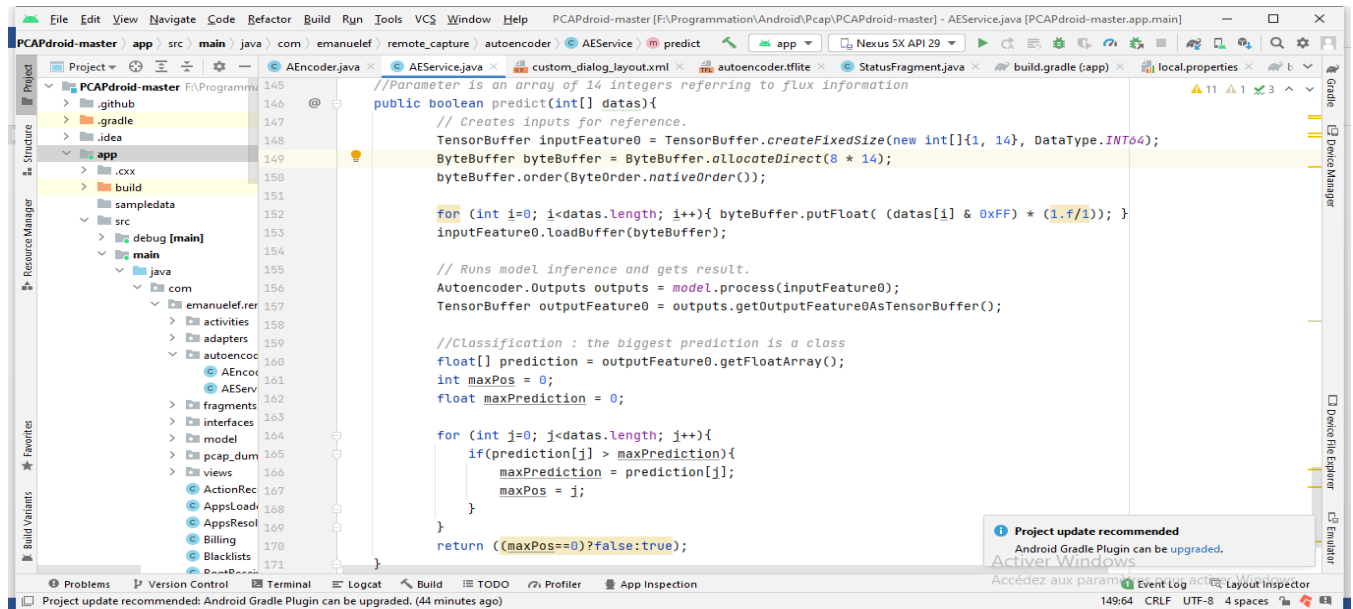 File Edit View Navigate Code Refactor Build Run Tools VCS Window Help PCAPdroid-master [F:\Programmation\Android\Pcap\PCAPdroid-master] - AEService.java [PCAPdroid-master.app.main]
PCAPdroid-master app src main java com emanuelef remote_capture autoencoder AEService predict app Nexus 5X API 29
Project AEncoder.java AEService.java custom_dialog_layout.xml autoencoder.tflite StatusFragment.java build.gradle (:app) local.properties
PCAPdroid-master F:\Programma 145 //Parameter is an array of 14 integers referring to flux information 11 1 3
.github 146 @ public boolean predict(int[] datas){
.gradle 147 // Creates inputs for reference.
.idea 148 TensorBuffer inputFeature0 = TensorBuffer.createFixedSize(new int[]{1, 14}, DataType.INT64);
app 149 ByteBuffer byteBuffer = ByteBuffer.allocateDirect(8 * 14);
.cxx 150 byteBuffer.order(ByteOrder.nativeOrder());
build 151
sampledata 152 for (int i=0; i<datas.length; i++){ byteBuffer.putFloat( (datas[i] & 0xFF) * (1.f/1)); }
src 153 inputFeature0.loadBuffer(byteBuffer);
debug [main] 154
main 155 // Runs model inference and gets result.
java 156 Autoencoder.Outputs outputs = model.process(inputFeature0);
com 157 TensorBuffer outputFeature0 = outputs.getOutputFeature0AsTensorBuffer();
emanuelef.rer 158
activities 159 //Classification : the biggest prediction is a class
adapters 160 float[] prediction = outputFeature0.getFloatArray();
autoencoc 161 int maxPos = 0;
AEncoc 162 float maxPrediction = 0;
AEServ 163
fragments 164 for (int j=0; j<datas.length; j++){
interfaces 165 if(prediction[j] > maxPrediction){
model 166 maxPrediction = prediction[j];
pcap_dum 167 maxPos = j;
views 168 }
ActionRec 169 }
AppsLoade 170 return ((maxPos==0)?false:true);
AppsResol 171 }
Billing
Blacklists
Project
Structure
Resource Manager
Favorites
Build Variants
Gradle
Device Manager
Device File Explorer
Emulator
Project update recommended
Android Gradle Plugin can be upgraded.
Activer Windows
Accédez aux paramètres pour activer Windows.
Problems Version Control Terminal Logcat Build TODO Profiler App Inspection 1 Event Log Layout Inspector
Project update recommended: Android Gradle Plugin can be upgraded. (44 minutes ago) 149:64 CRLF UTF-8 4 spaces